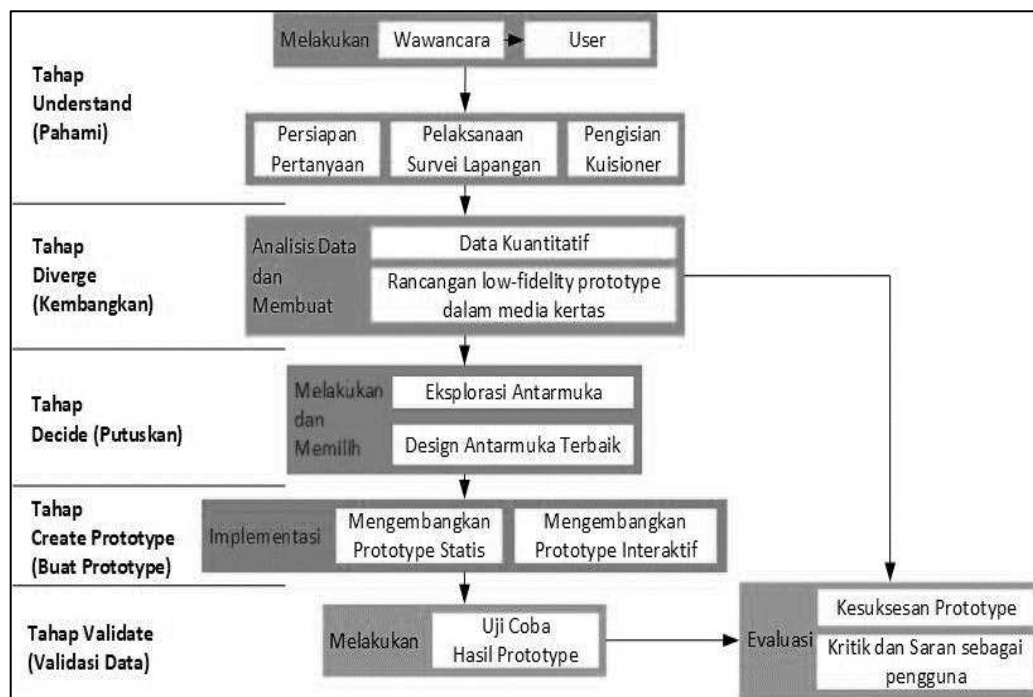 Melakukan Wawancara User
Tahap
Understand
(Pahami)
Persiapan
Pertanyaan
Pelaksanaan
Survei Lapangan
Pengisian
Kuisioner
Tahap
Diverge
(Kembangkan)
Analisis Data
dan
Membuat
Data Kuantitatif
Rancangan low-fidelity prototype
dalam media kertas
Tahap
Decide (Putuskan)
Melakukan
dan
Memilih
Eksplorasi Antarmuka
Design Antarmuka Terbaik
Tahap
Create Prototype
(Buat Prototype)
Implementasi
Mengembangkan
Prototype Statis
Mengembangkan
Prototype Interaktif
Tahap Validate
(Validasi Data)
Melakukan
Uji Coba
Hasil Prototype
Evaluasi
Kesuksesan Prototype
Kritik dan Saran sebagai
pengguna